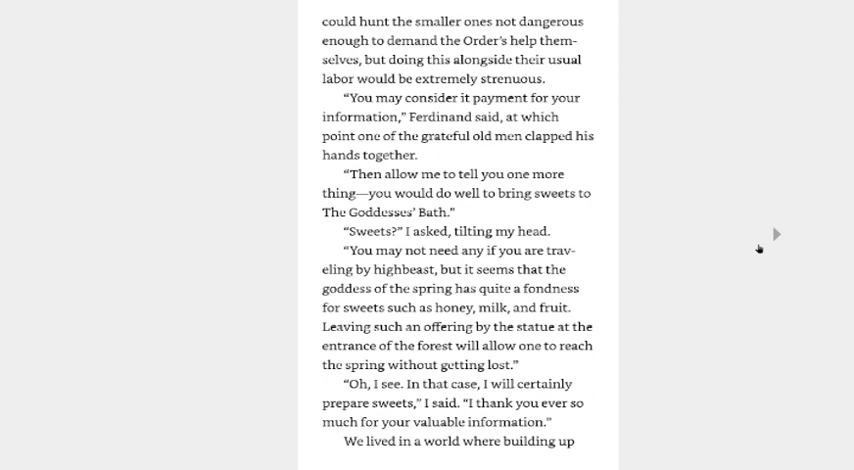 could hunt the smaller ones not dangerous
enough to demand the Order’s help them-
selves, but doing this alongside their usual
labor would be extremely strenuous.
“You may consider it payment for your
information,” Ferdinand said, at which
point one of the grateful old men clapped his
hands together.
“Then allow me to tell you one more
thing—you would do well to bring sweets to
The Goddesses’ Bath.”
“Sweets?” I asked, tilting my head.
“You may not need any if you are trav-
eling by highbeast, but it seems that the
goddess of the spring has quite a fondness
for sweets such as honey, milk, and fruit.
Leaving such an offering by the statue at the
entrance of the forest will allow one to reach
the spring without getting lost.”
“Oh, I see. In that case, I will certainly
prepare sweets,” I said. “I thank you ever so
much for your valuable information.”
We lived in a world where building up